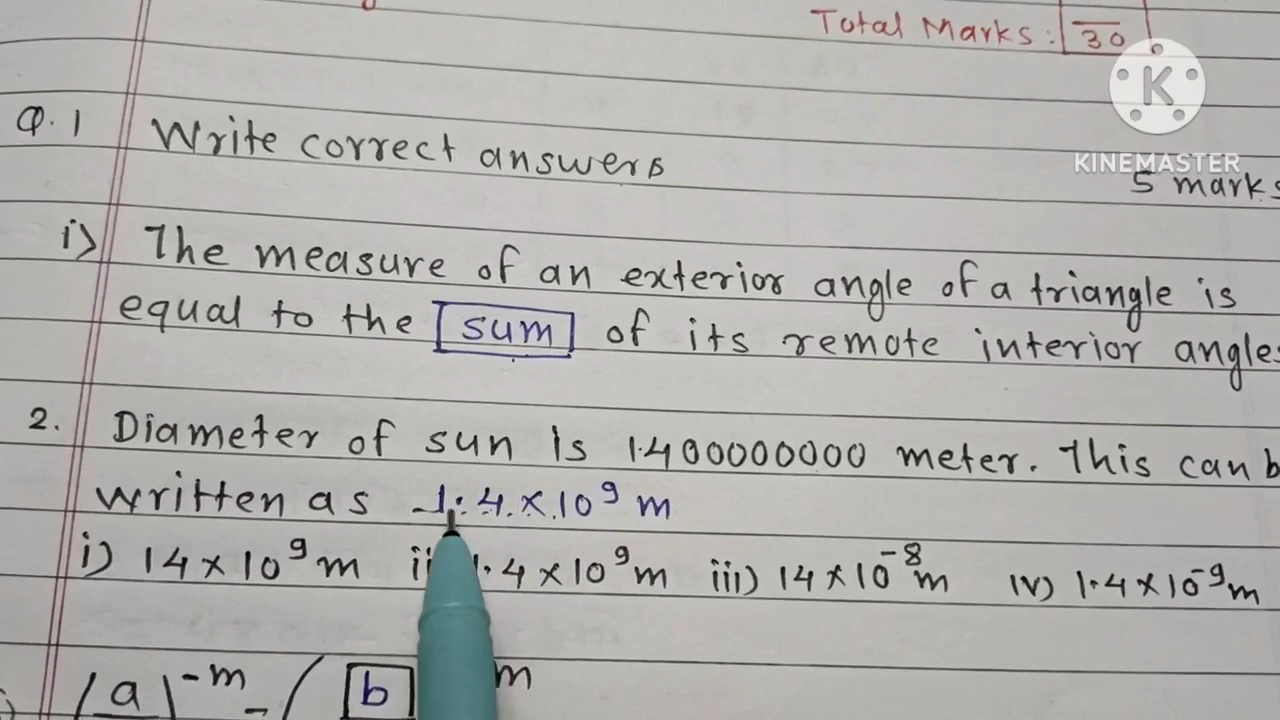 Total Marks: 30
K
KINEMASTER
Q.1 Write correct answers
5 marks
i) The measure of an exterior angle of a triangle is
equal to the sum of its remote interior angles
2. Diameter of sun is 1.400000000 meter. This can b
written as 1.4 × 10⁹ m
i) 14 × 10⁹ m ii) 1.4 × 10⁹ m iii) 14 × 10⁻⁸ m iv) 1.4 × 10⁻⁹ m
(a)⁻ᵐ = (b m